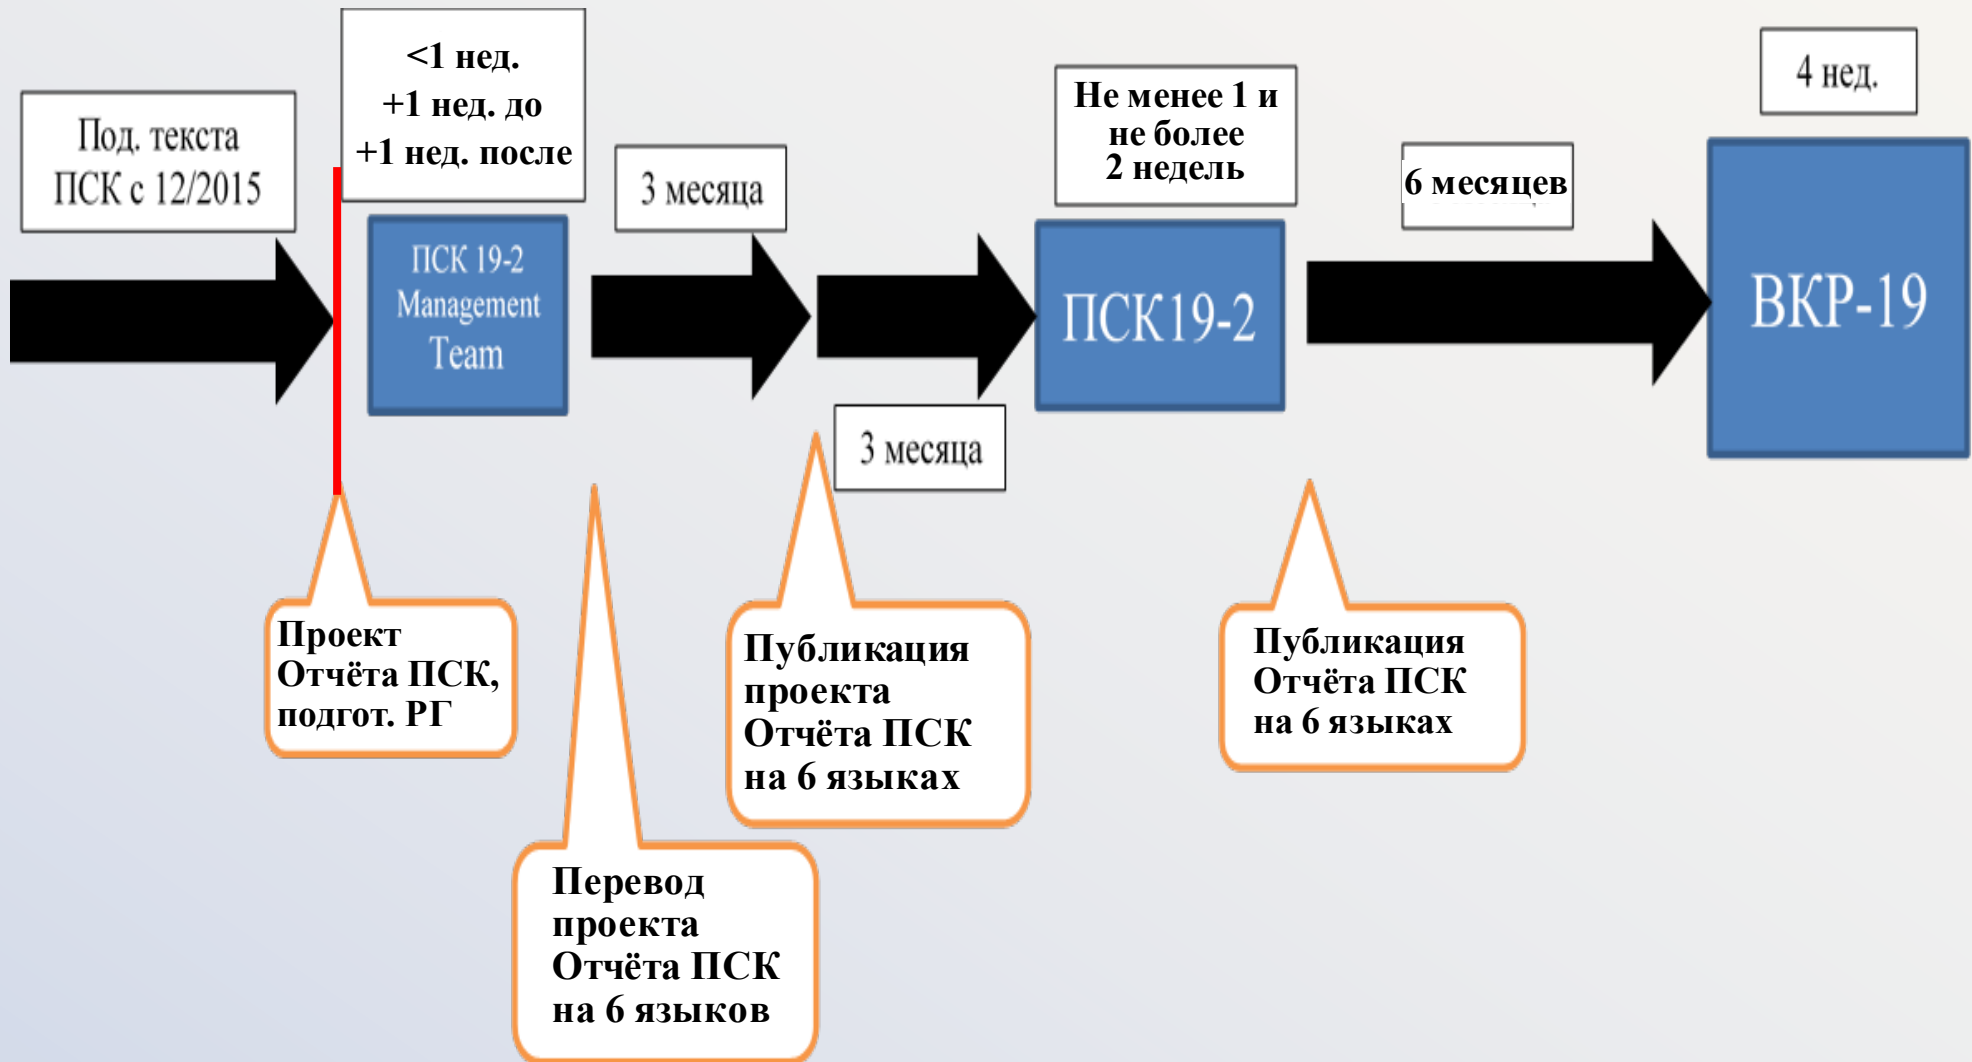 Под. текста
ПСК с 12/2015
<1 нед.
+1 нед. до
+1 нед. после
ПСК 19-2
Management
Team
3 месяца
3 месяца
Не менее 1 и
не более
2 недель
ПСК19-2
6 месяцев
4 нед.
ВКР-19
Проект
Отчёта ПСК,
подгот. РГ
Перевод
проекта
Отчёта ПСК
на 6 языков
Публикация
проекта
Отчёта ПСК
на 6 языках
Публикация
Отчёта ПСК
на 6 языках